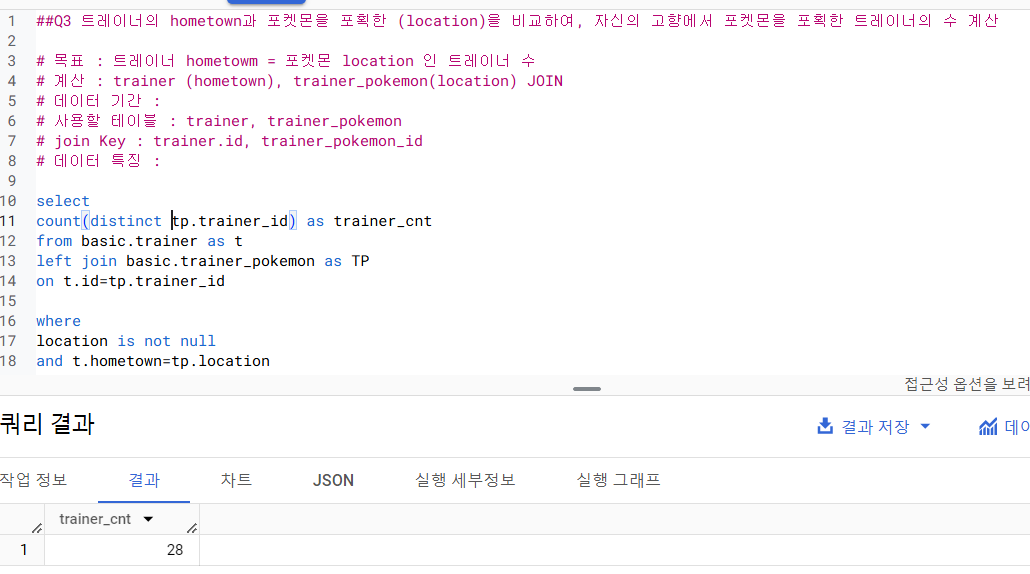 1 ##Q3 트레이너의 hometown과 포켓몬을 포획한 (location)을 비교하여, 자신의 고향에서 포켓몬을 포획한 트레이너의 수 계산
2
3 # 목표 : 트레이너 hometowm = 포켓몬 location 인 트레이너 수
4 # 계산 : trainer (hometown), trainer_pokemon(location) JOIN
5 # 데이터 기간 :
6 # 사용할 테이블 : trainer, trainer_pokemon
7 # join Key : trainer.id, trainer_pokemon_id
8 # 데이터 특징 :
9
10 select
11 count(distinct tp.trainer_id) as trainer_cnt
12 from basic.trainer as t
13 left join basic.trainer_pokemon as TP
14 on t.id=tp.trainer_id
15
16 where
17 location is not null
18 and t.hometown=tp.location
접근성 옵션을 보려
쿼리 결과 결과 저장 데이
작업 정보 결과 차트 JSON 실행 세부정보 실행 그래프
trainer_cnt
1 28